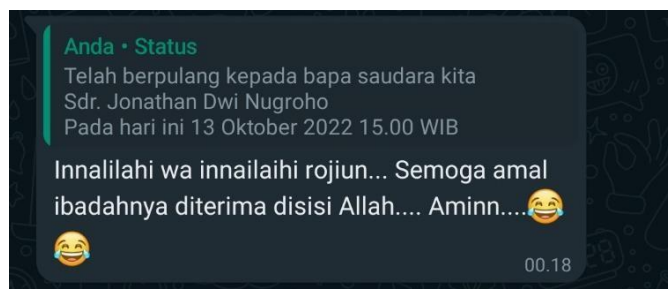 Anda • Status
Telah berpulang kepada bapa saudara kita
Sdr. Jonathan Dwi Nugroho
Pada hari ini 13 Oktober 2022 15.00 WIB
Innalilahi wa innailaihi rojiun... Semoga amal
ibadahnya diterima disisi Allah.... Aminn....😂
😂
00.18